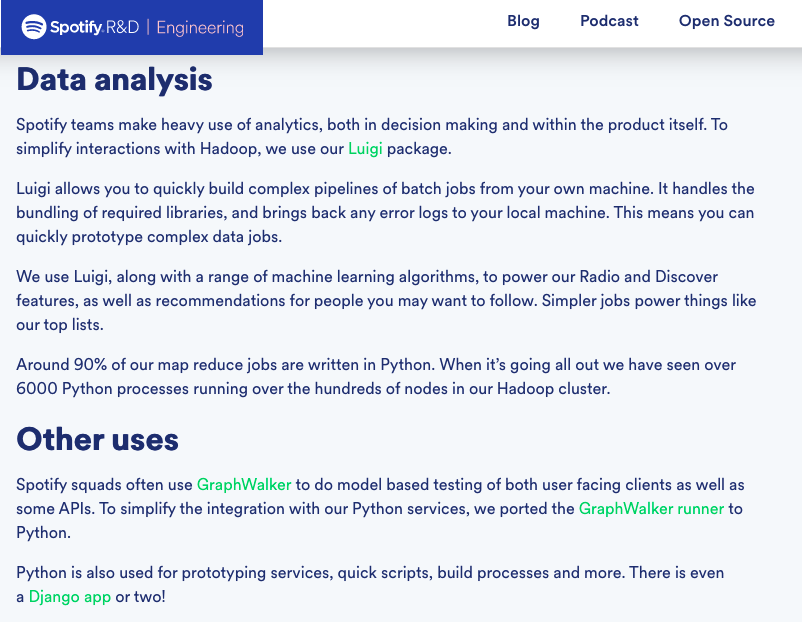 Spotify R&D | Engineering
Blog Podcast Open Source
Data analysis
Spotify teams make heavy use of analytics, both in decision making and within the product itself. To
simplify interactions with Hadoop, we use our Luigi package.
Luigi allows you to quickly build complex pipelines of batch jobs from your own machine. It handles the
bundling of required libraries, and brings back any error logs to your local machine. This means you can
quickly prototype complex data jobs.
We use Luigi, along with a range of machine learning algorithms, to power our Radio and Discover
features, as well as recommendations for people you may want to follow. Simpler jobs power things like
our top lists.
Around 90% of our map reduce jobs are written in Python. When it’s going all out we have seen over
6000 Python processes running over the hundreds of nodes in our Hadoop cluster.
Other uses
Spotify squads often use GraphWalker to do model based testing of both user facing clients as well as
some APIs. To simplify the integration with our Python services, we ported the GraphWalker runner to
Python.
Python is also used for prototyping services, quick scripts, build processes and more. There is even
a Django app or two!